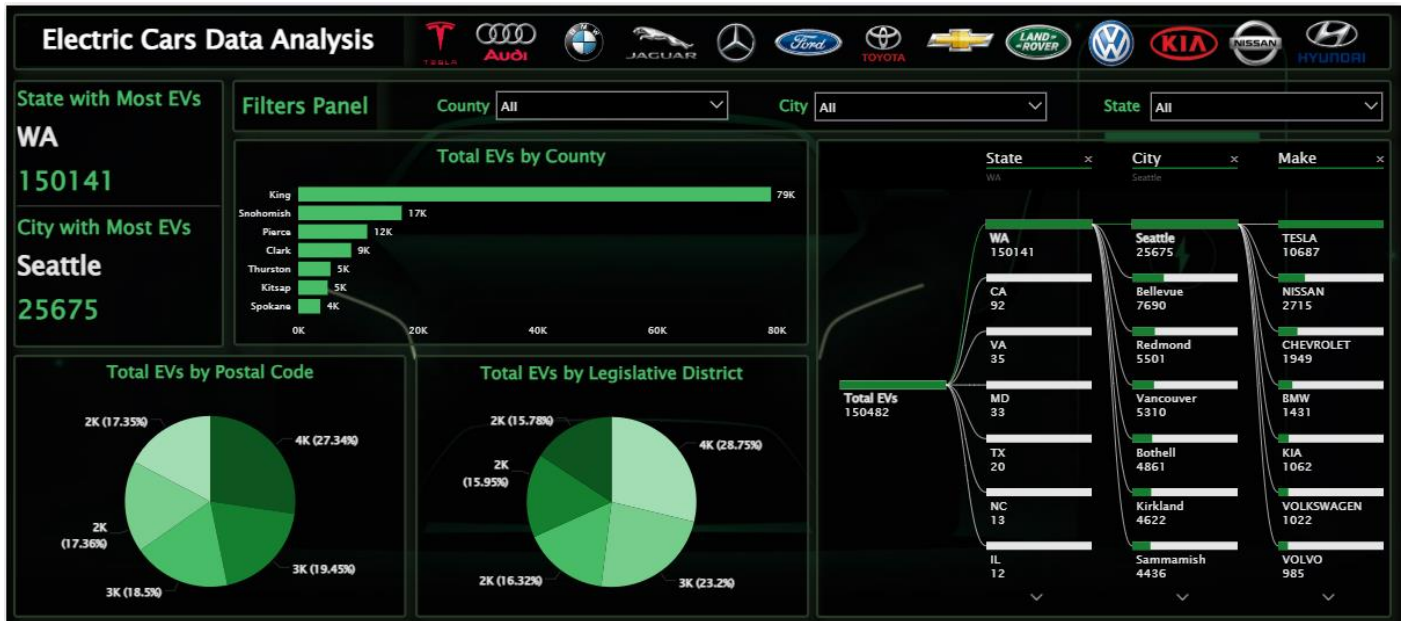 Electric Cars Data Analysis
TESLA
Audi
BMW
JAGUAR
Ford
TOYOTA
LAND-
-ROVER
KIA
NISSAN
HYUNDAI
State with Most EVs
WA
150141
City with Most EVs
Seattle
25675
Filters Panel
County All
City All
State All
Total EVs by County
King 79K
Snohomish 17K
Pierce 12K
Clark 9K
Thurston 5K
Kitsap 5K
Spokane 4K
0K 20K 40K 60K 80K
Total EVs by Postal Code
2K (17.35%)
4K (27.34%)
2K
(17.36%)
3K (19.45%)
3K (18.5%)
Total EVs by Legislative District
2K (15.78%)
4K (28.75%)
2K
(15.95%)
2K (16.32%)
3K (23.2%)
State ×
WA
City ×
Seattle
Make ×
Total EVs
150482
WA
150141
CA
92
VA
35
MD
33
TX
20
NC
13
IL
12
Seattle
25675
Bellevue
7690
Redmond
5501
Vancouver
5310
Bothell
4861
Kirkland
4622
Sammamish
4436
TESLA
10687
NISSAN
2715
CHEVROLET
1949
BMW
1431
KIA
1062
VOLKSWAGEN
1022
VOLVO
985